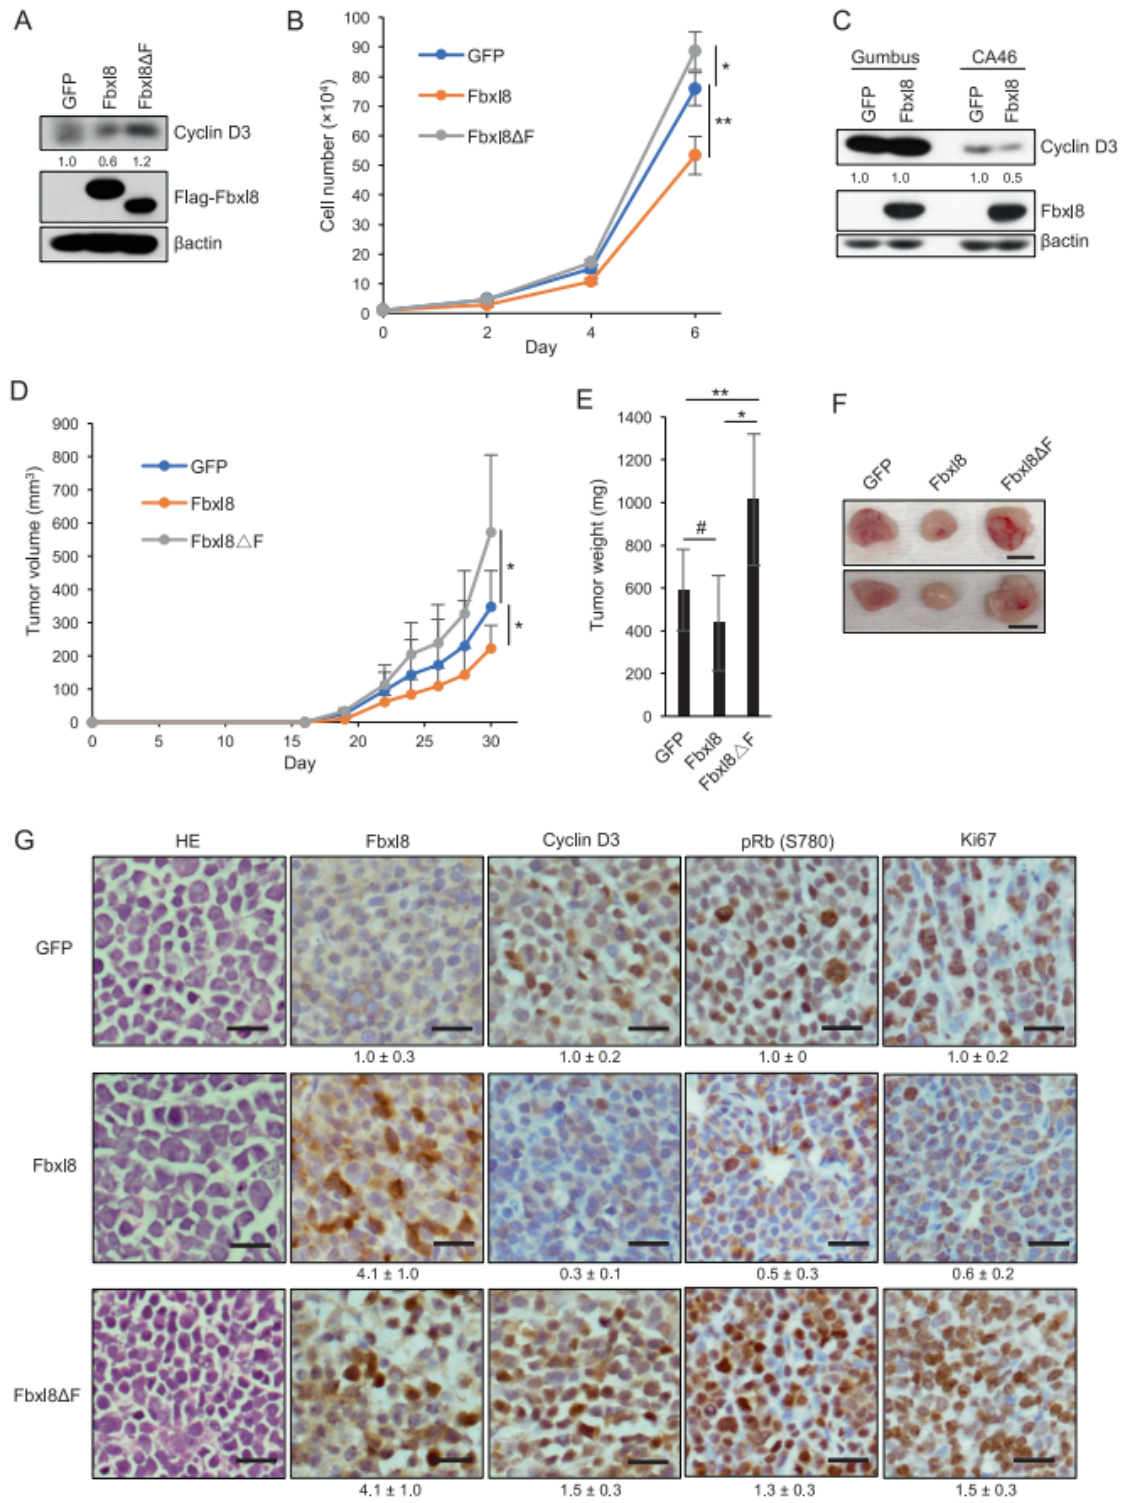 A
GFP
Fbxl8
Fbxl8ΔF
Cyclin D3
1.0 0.6 1.2
Flag-Fbxl8
βactin
B
Cell number (×10⁴)
100
90
80
70
60
50
40
30
20
10
0
0 2 4 6
Day
GFP
Fbxl8
Fbxl8ΔF
*
**
C
Gumbus CA46
GFP
Fbxl8
GFP
Fbxl8
Cyclin D3
1.0 1.0 1.0 0.5
Fbxl8
βactin
D
Tumor volume (mm³)
900
800
700
600
500
400
300
200
100
0
0 5 10 15 20 25 30
Day
GFP
Fbxl8
Fbxl8△F
*
*
E
Tumor weight (mg)
1400
1200
1000
800
600
400
200
0
**
*
#
GFP
Fbxl8
Fbxl8△F
F
GFP
Fbxl8
Fbxl8ΔF
G
HE Fbxl8 Cyclin D3 pRb (S780) Ki67
GFP
1.0 ± 0.3 1.0 ± 0.2 1.0 ± 0 1.0 ± 0.2
Fbxl8
4.1 ± 1.0 0.3 ± 0.1 0.5 ± 0.3 0.6 ± 0.2
Fbxl8ΔF
4.1 ± 1.0 1.5 ± 0.3 1.3 ± 0.3 1.5 ± 0.3